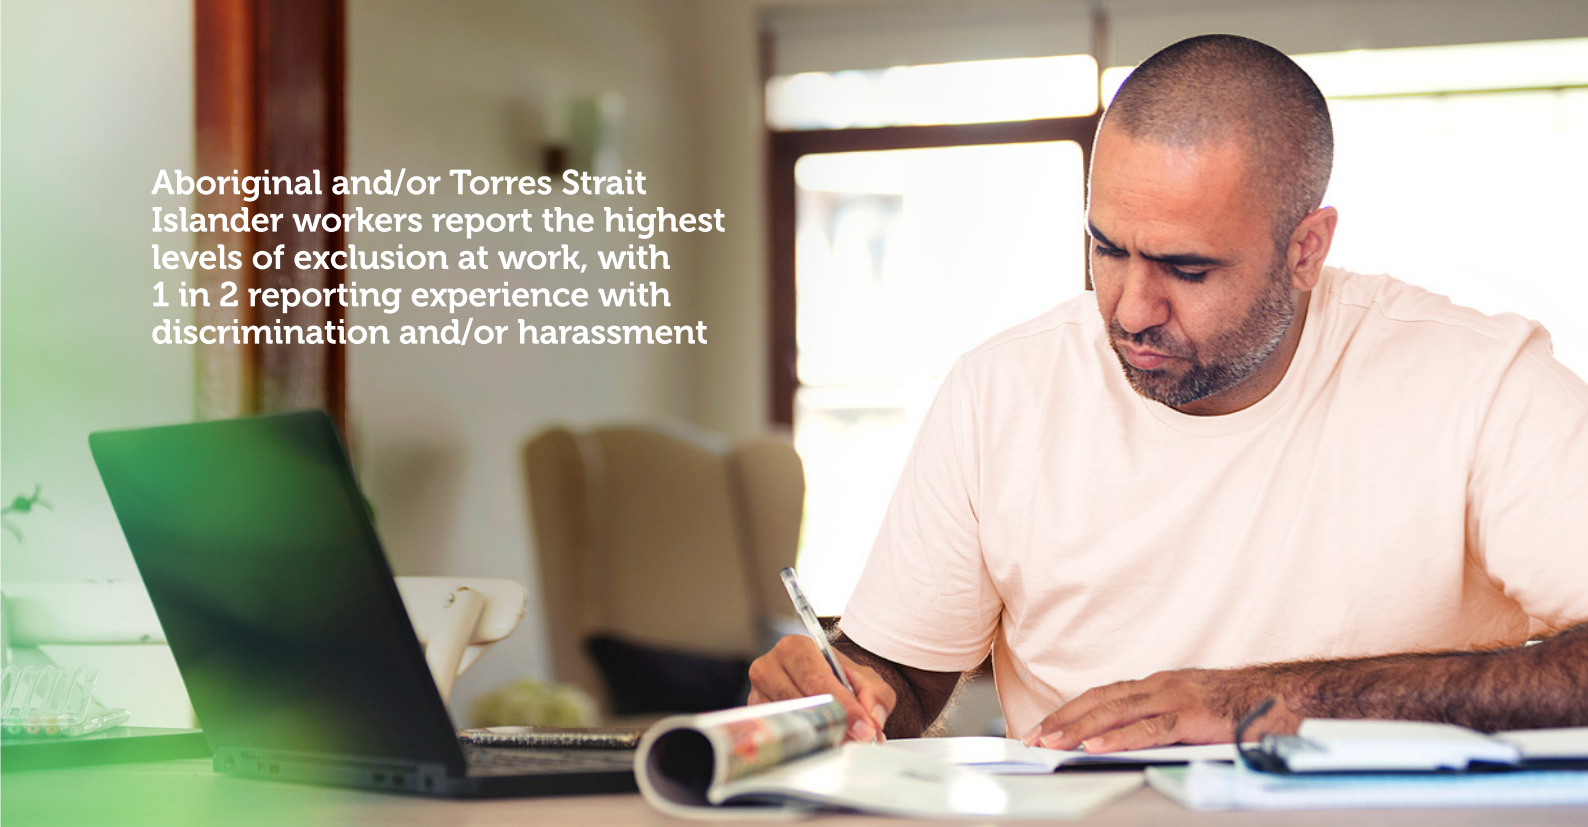 Aboriginal and/or Torres Strait
Islander workers report the highest
levels of exclusion at work, with
1 in 2 reporting experience with
discrimination and/or harassment